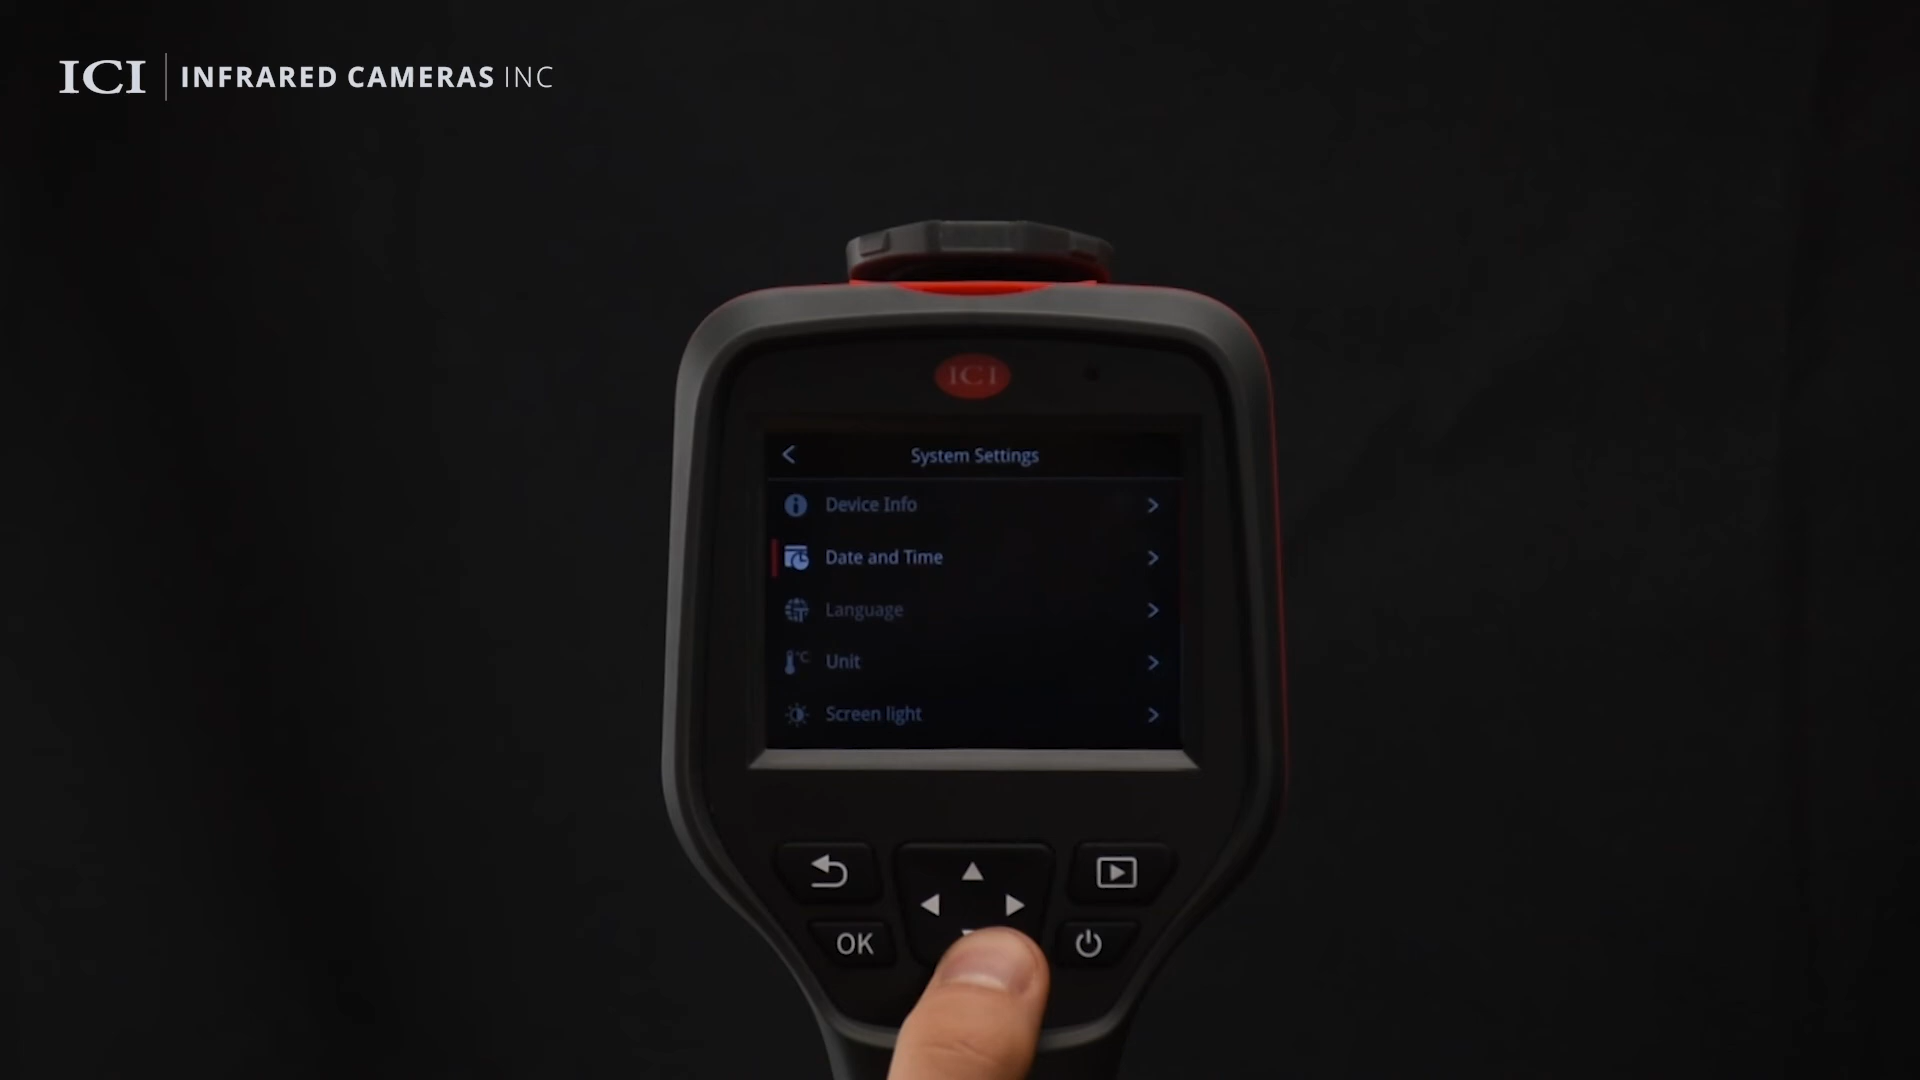 ICI INFRARED CAMERAS INC
ICI
System Settings
Device Info
Date and Time
Language
°C
Unit
Screen light
OK